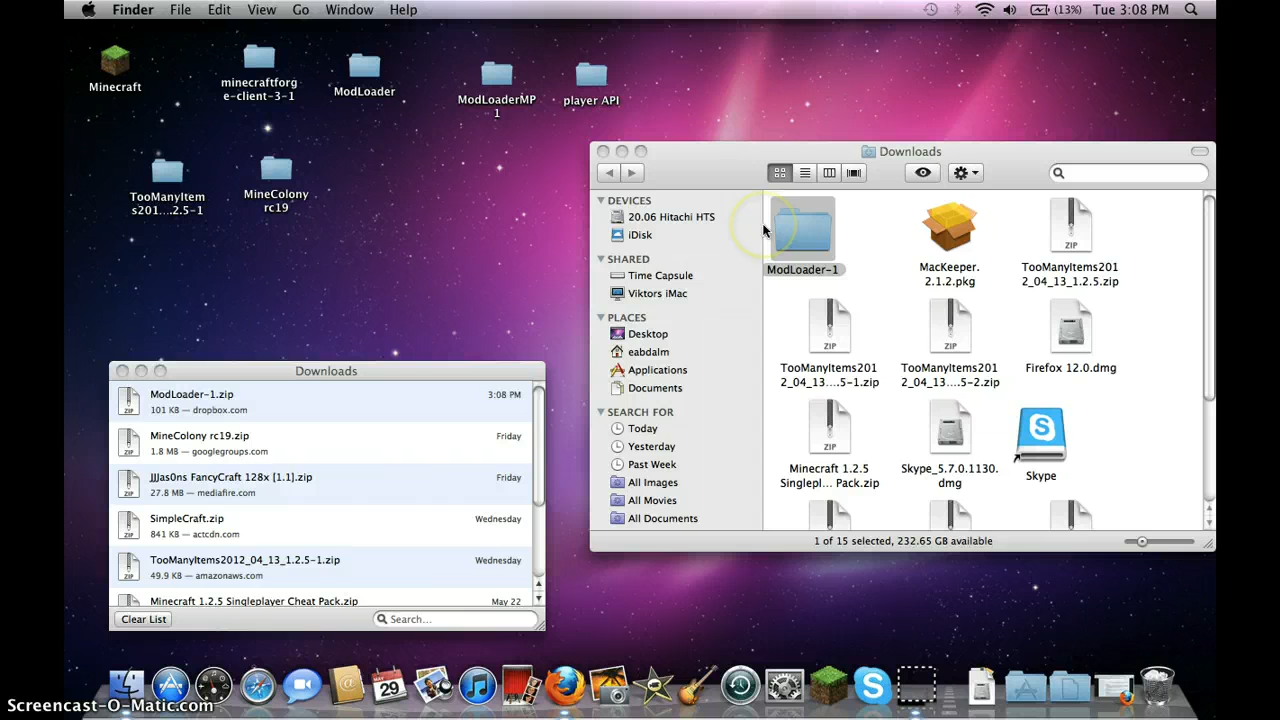 Finder File Edit View Go Window Help (13%) Tue 3:08 PM
Minecraft
minecraftforg
e-client-3-1
ModLoader
ModLoaderMP
1
player API
TooManyItem
s201...2.5-1
MineColony
rc19
Downloads
DEVICES
20.06 Hitachi HTS
iDisk
SHARED
Time Capsule
Viktors iMac
PLACES
Desktop
eabdalm
Applications
Documents
SEARCH FOR
Today
Yesterday
Past Week
All Images
All Movies
All Documents
ModLoader-1
MacKeeper.
2.1.2.pkg
ZIP
TooManyItems201
2_04_13_1.2.5.zip
ZIP
TooManyItems201
2_04_13....5-1.zip
ZIP
TooManyItems201
2_04_13....5-2.zip
Firefox 12.0.dmg
ZIP
Minecraft 1.2.5
Singlepl... Pack.zip
Skype_5.7.0.1130.
dmg
Skype
1 of 15 selected, 232.65 GB available
Downloads
ZIP
ModLoader-1.zip 3:08 PM
101 KB — dropbox.com
ZIP
MineColony rc19.zip Friday
1.8 MB — googlegroups.com
ZIP
JJJas0ns FancyCraft 128x [1.1].zip Friday
27.8 MB — mediafire.com
ZIP
SimpleCraft.zip Wednesday
841 KB — actcdn.com
ZIP
TooManyItems2012_04_13_1.2.5-1.zip Wednesday
49.9 KB — amazonaws.com
Minecraft 1.2.5 Singleplayer Cheat Pack.zip May 22
Clear List Search...
29
Screencast-O-Matic.com